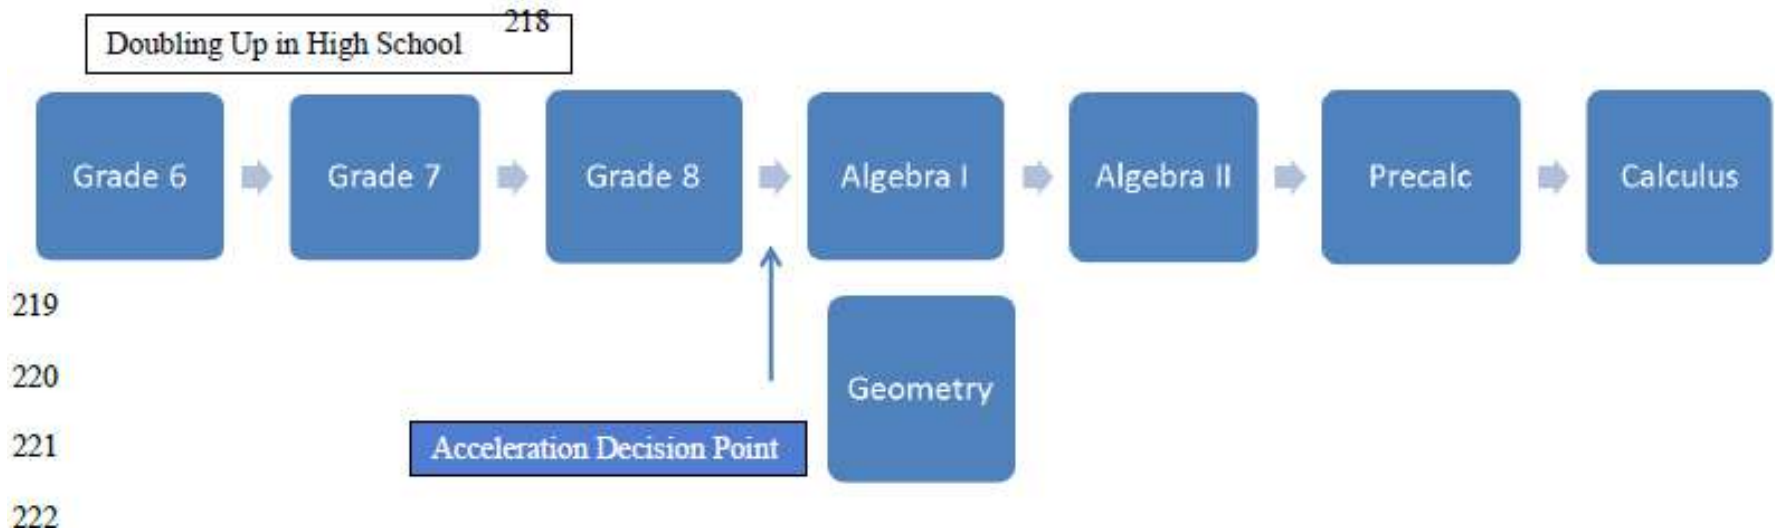 218
Doubling Up in High School
Grade 6
Grade 7
Grade 8
Algebra I
Algebra II
Precalc
Calculus
219
220
Geometry
221
Acceleration Decision Point
222